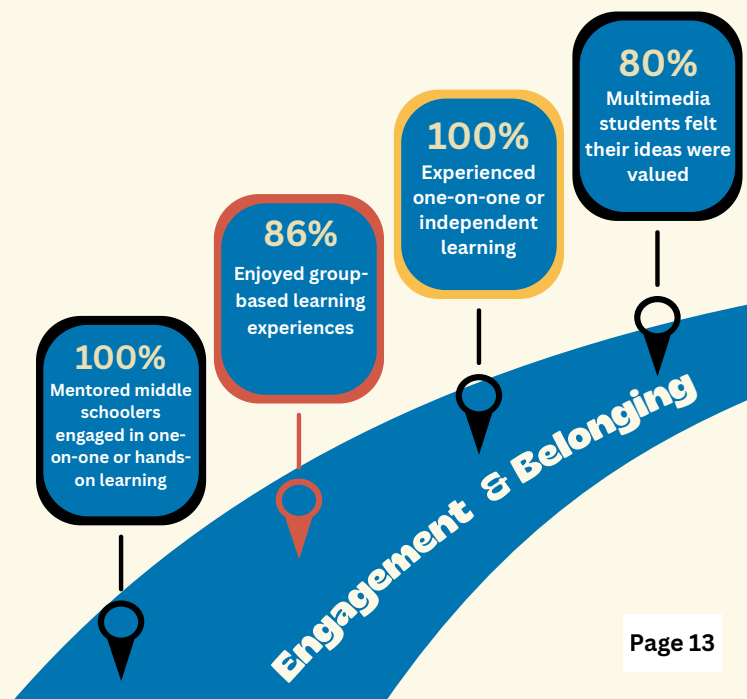 100%
Mentored middle
schoolers
engaged in one-
on-one or hands-
on learning
86%
Enjoyed group-
based learning
experiences
100%
Experienced
one-on-one or
independent
learning
80%
Multimedia
students felt
their ideas were
valued
Engagement & Belonging
Page 13